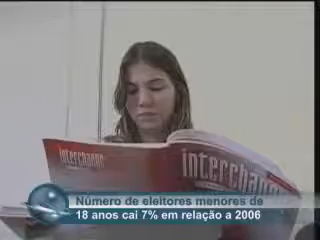 interchange
interchange
Número de eleitores menores de
18 anos cai 7% em relação a 2006